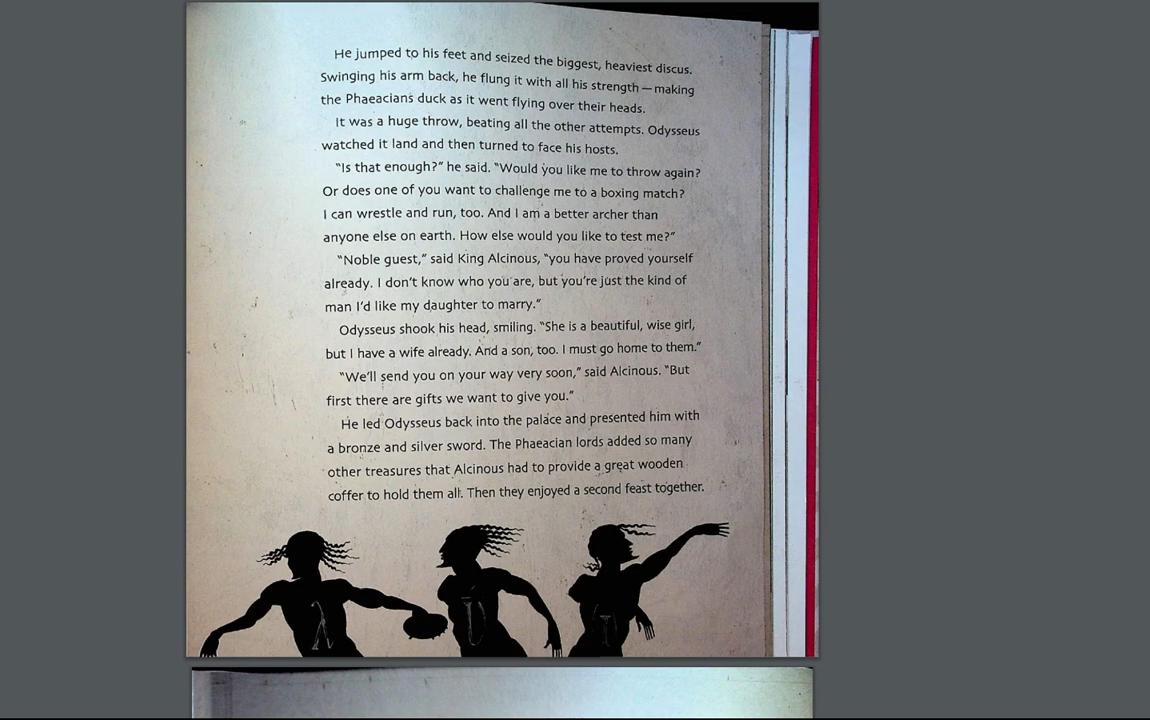 He jumped to his feet and seized the biggest, heaviest discus.
Swinging his arm back, he flung it with all his strength — making
the Phaeacians duck as it went flying over their heads.
It was a huge throw, beating all the other attempts. Odysseus
watched it land and then turned to face his hosts.
"Is that enough?" he said. "Would you like me to throw again?
Or does one of you want to challenge me to a boxing match?
I can wrestle and run, too. And I am a better archer than
anyone else on earth. How else would you like to test me?"
"Noble guest," said King Alcinous, "you have proved yourself
already. I don't know who you are, but you're just the kind of
man I'd like my daughter to marry."
Odysseus shook his head, smiling. "She is a beautiful, wise girl,
but I have a wife already. And a son, too. I must go home to them."
"We'll send you on your way very soon," said Alcinous. "But
first there are gifts we want to give you."
He led Odysseus back into the palace and presented him with
a bronze and silver sword. The Phaeacian lords added so many
other treasures that Alcinous had to provide a great wooden
coffer to hold them all. Then they enjoyed a second feast together.